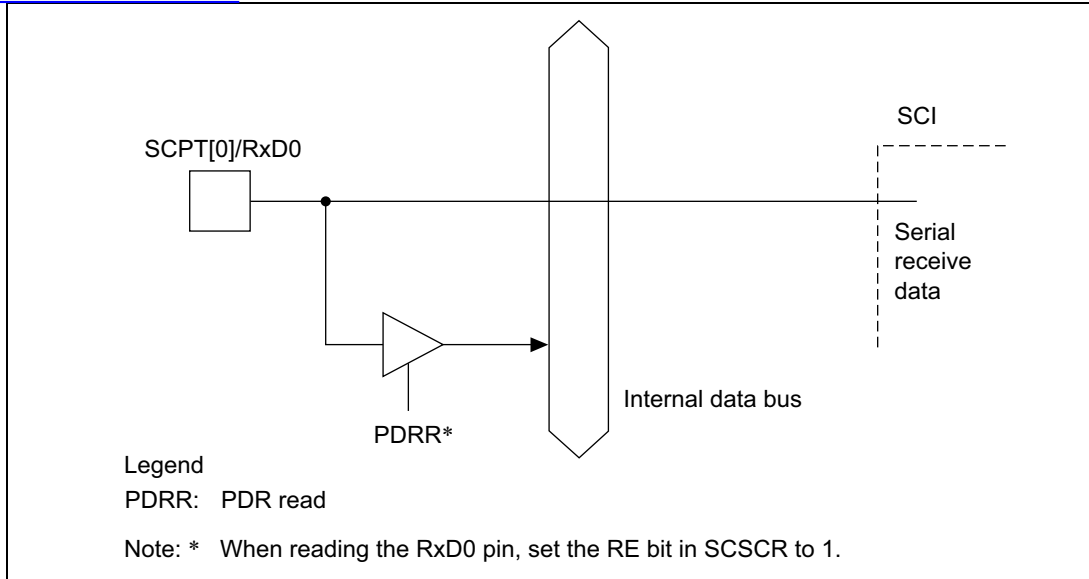 SCI
SCPT[0]/RxD0
Serial
receive
data
Internal data bus
PDRR*
Legend
PDRR: PDR read
Note: * When reading the RxD0 pin, set the RE bit in SCSCR to 1.